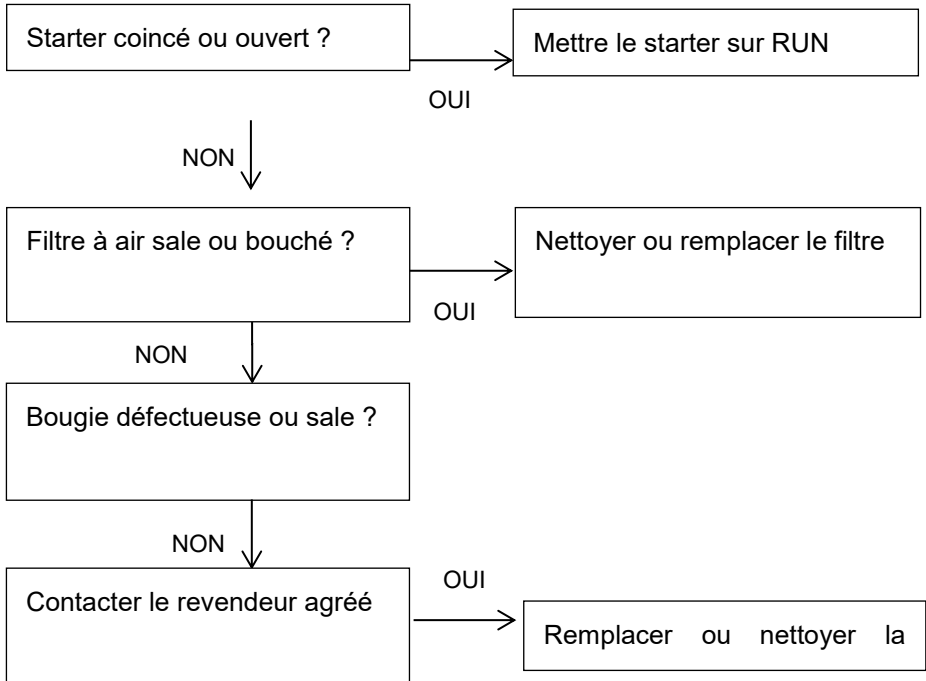 Starter coincé ou ouvert ?
Mettre le starter sur RUN
OUI
NON
Filtre à air sale ou bouché ?
Nettoyer ou remplacer le filtre
OUI
NON
Bougie défectueuse ou sale ?
NON
OUI
Contacter le revendeur agréé
Remplacer ou nettoyer la